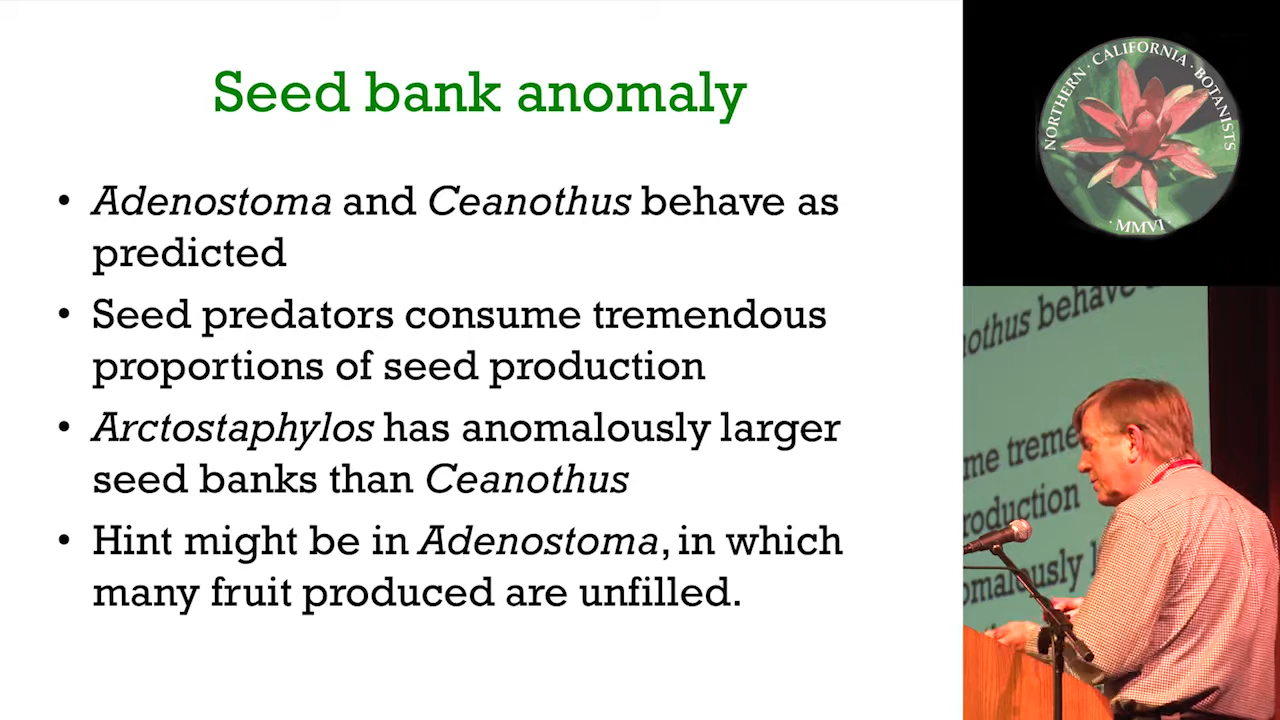 Seed bank anomaly
• Adenostoma and Ceanothus behave as
predicted
• Seed predators consume tremendous
proportions of seed production
• Arctostaphylos has anomalously larger
seed banks than Ceanothus
• Hint might be in Adenostoma, in which
many fruit produced are unfilled.
NORTHERN · CALIFORNIA · BOTANISTS
· MMVI ·
nothus behave
me treme
roduction
omalously l